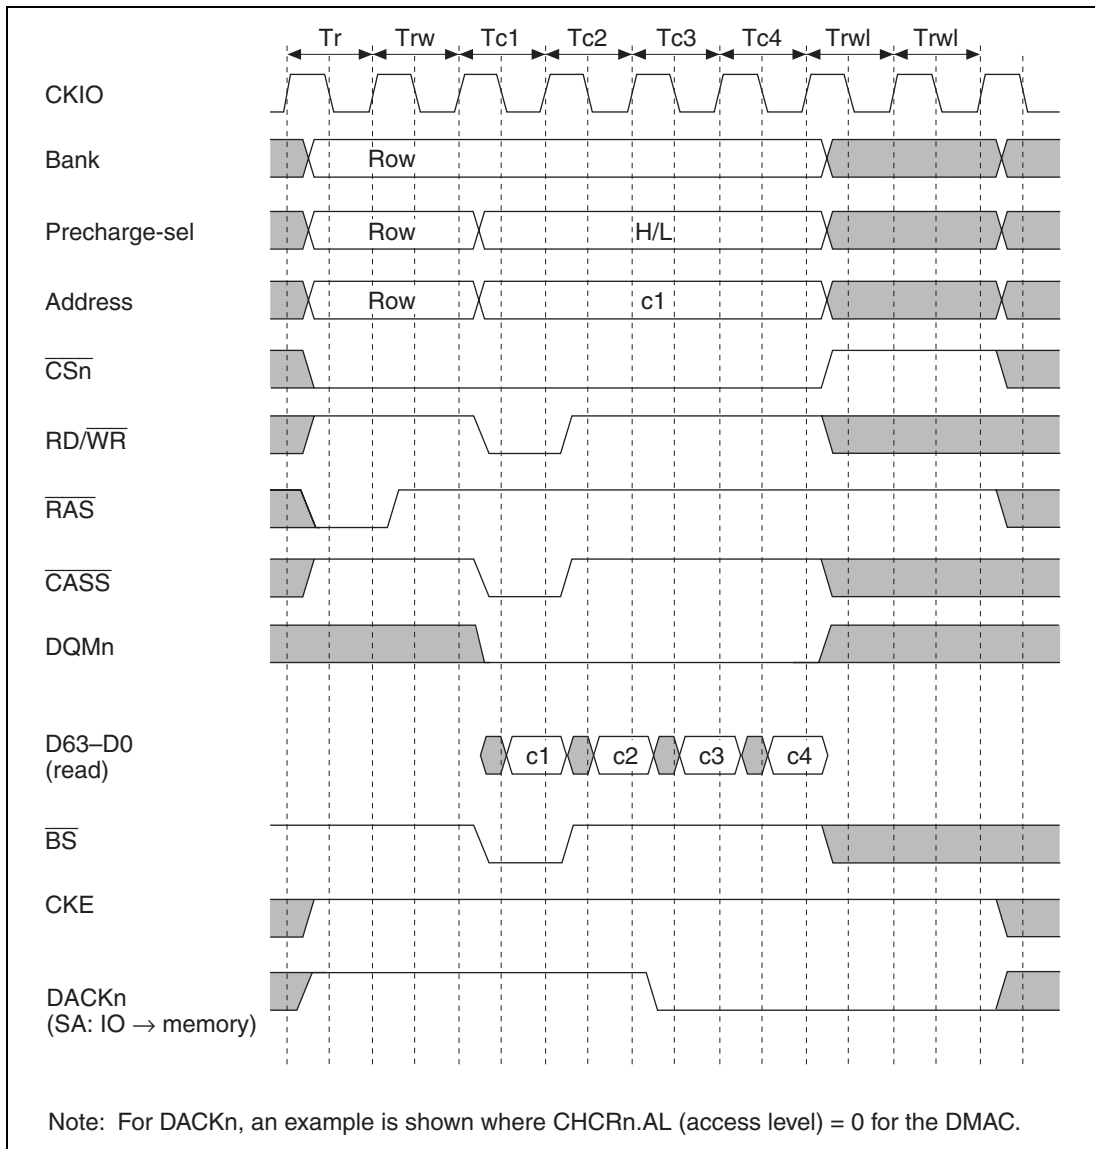 Tr Trw Tc1 Tc2 Tc3 Tc4 Trwl Trwl
CKIO
Bank Row
Precharge-sel Row H/L
Address Row c1
CSn
RD/WR
RAS
CASS
DQMn
D63–D0
(read)
c1 c2 c3 c4
BS
CKE
DACKn
(SA: IO → memory)
Note: For DACKn, an example is shown where CHCRn.AL (access level) = 0 for the DMAC.